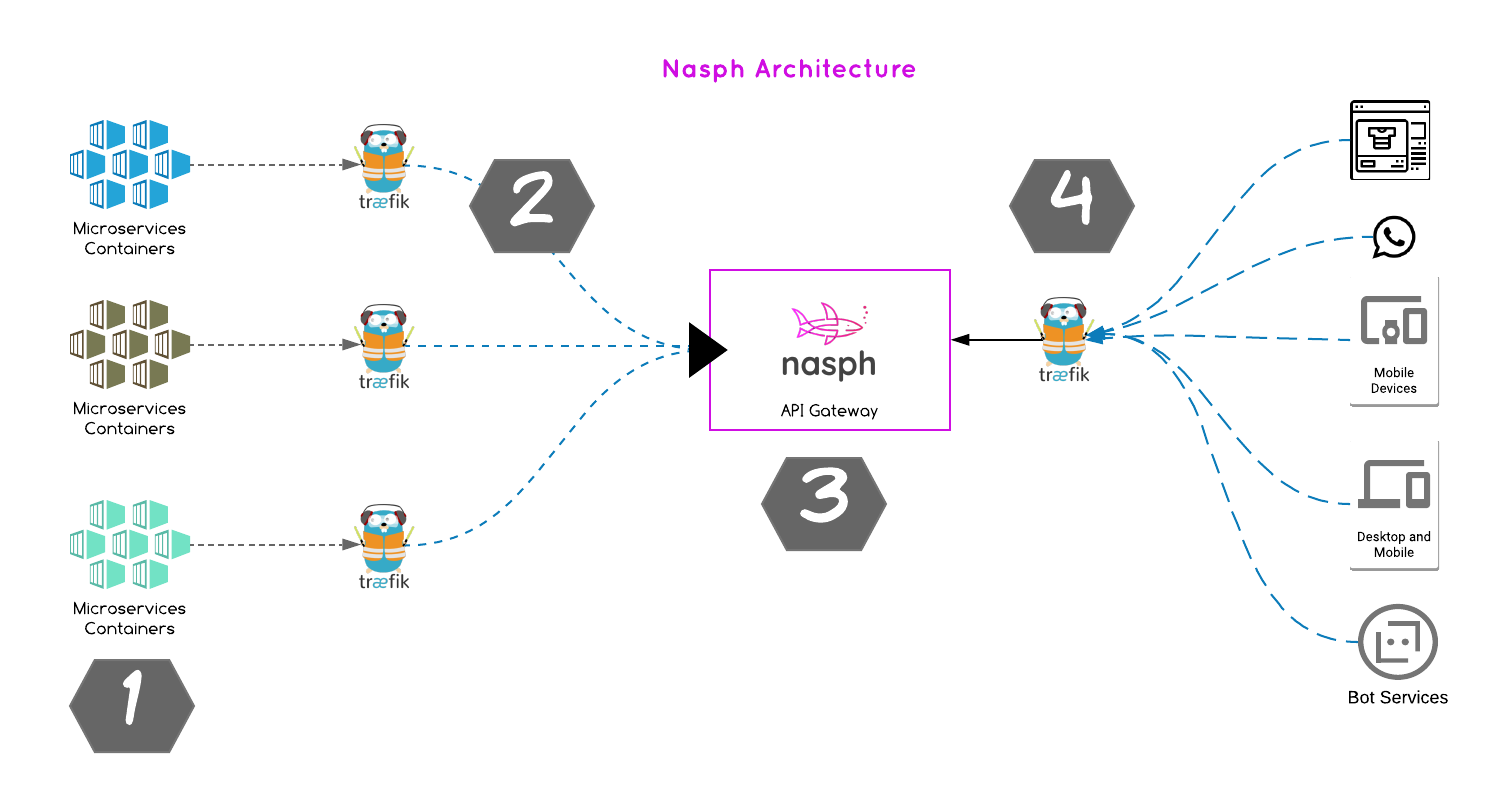 Nasph Architecture
træfik
Microservices
Containers
2
4
træfik
Microservices
Containers
nasph
API Gateway
træfik
Mobile
Devices
3
træfik
Microservices
Containers
Desktop and
Mobile
1
Bot Services